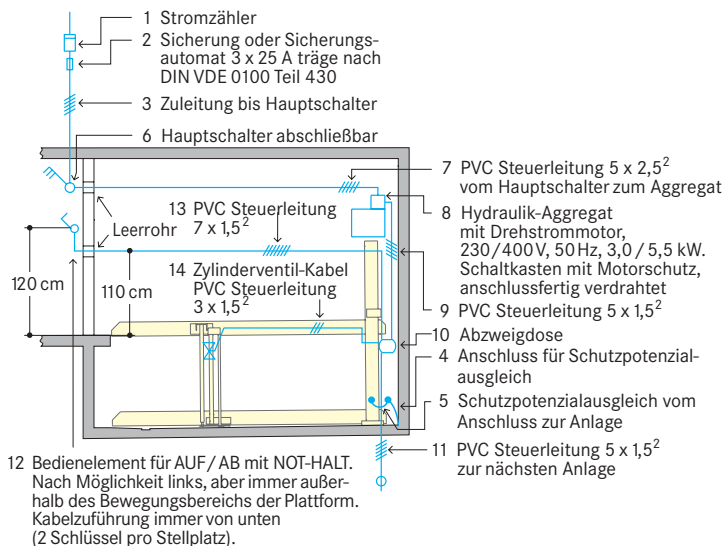 1 Stromzähler
2 Sicherung oder Sicherungs-
automat 3 x 25 A träge nach
DIN VDE 0100 Teil 430
3 Zuleitung bis Hauptschalter
6 Hauptschalter abschließbar
7 PVC Steuerleitung 5 x 2,5²
vom Hauptschalter zum Aggregat
8 Hydraulik-Aggregat
mit Drehstrommotor,
230/400 V, 50 Hz, 3,0 / 5,5 kW.
Schaltkasten mit Motorschutz,
anschlussfertig verdrahtet
9 PVC Steuerleitung 5 x 1,5²
10 Abzweigdose
4 Anschluss für Schutzpotenzial-
ausgleich
5 Schutzpotenzialausgleich vom
Anschluss zur Anlage
11 PVC Steuerleitung 5 x 1,5²
zur nächsten Anlage
Leerrohr
13 PVC Steuerleitung
7 x 1,5²
14 Zylinderventil-Kabel
PVC Steuerleitung
3 x 1,5²
120 cm
110 cm
12 Bedienelement für AUF / AB mit NOT-HALT.
Nach Möglichkeit links, aber immer außer-
halb des Bewegungsbereichs der Plattform.
Kabelzuführung immer von unten
(2 Schlüssel pro Stellplatz).